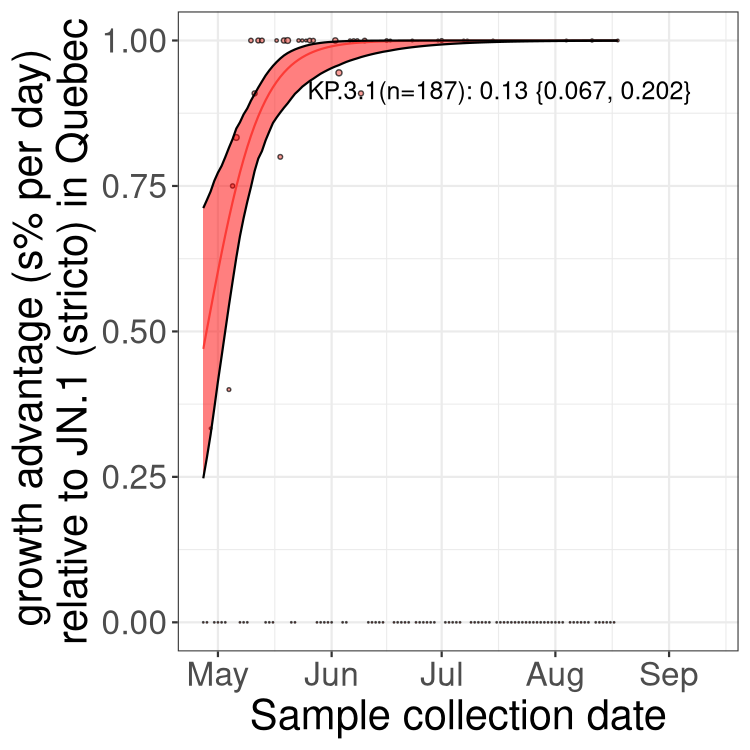 growth advantage (s% per day)
relative to JN.1 (stricto) in Quebec
1.00
0.75
0.50
0.25
0.00
KP.3.1(n=187): 0.13 {0.067, 0.202}
May Jun Jul Aug Sep
Sample collection date